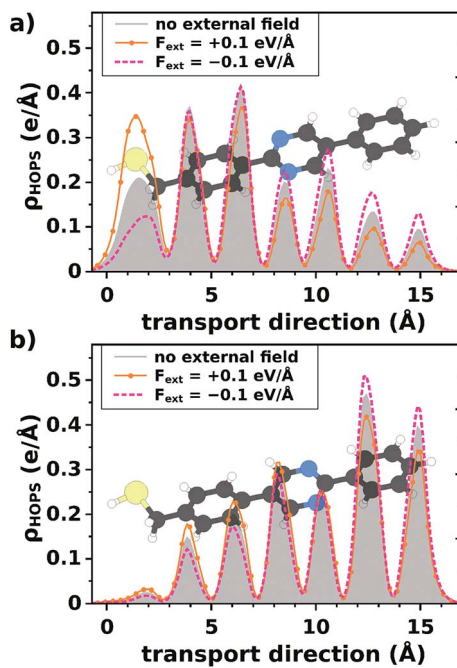 a)
no external field
Fext = +0.1 eV/Å
Fext = −0.1 eV/Å
ρHOPS (e/Å)
0.5
0.4
0.3
0.2
0.1
0
0 5 10 15
transport direction (Å)
b)
no external field
Fext = +0.1 eV/Å
Fext = −0.1 eV/Å
ρHOPS (e/Å)
0.5
0.4
0.3
0.2
0.1
0
0 5 10 15
transport direction (Å)